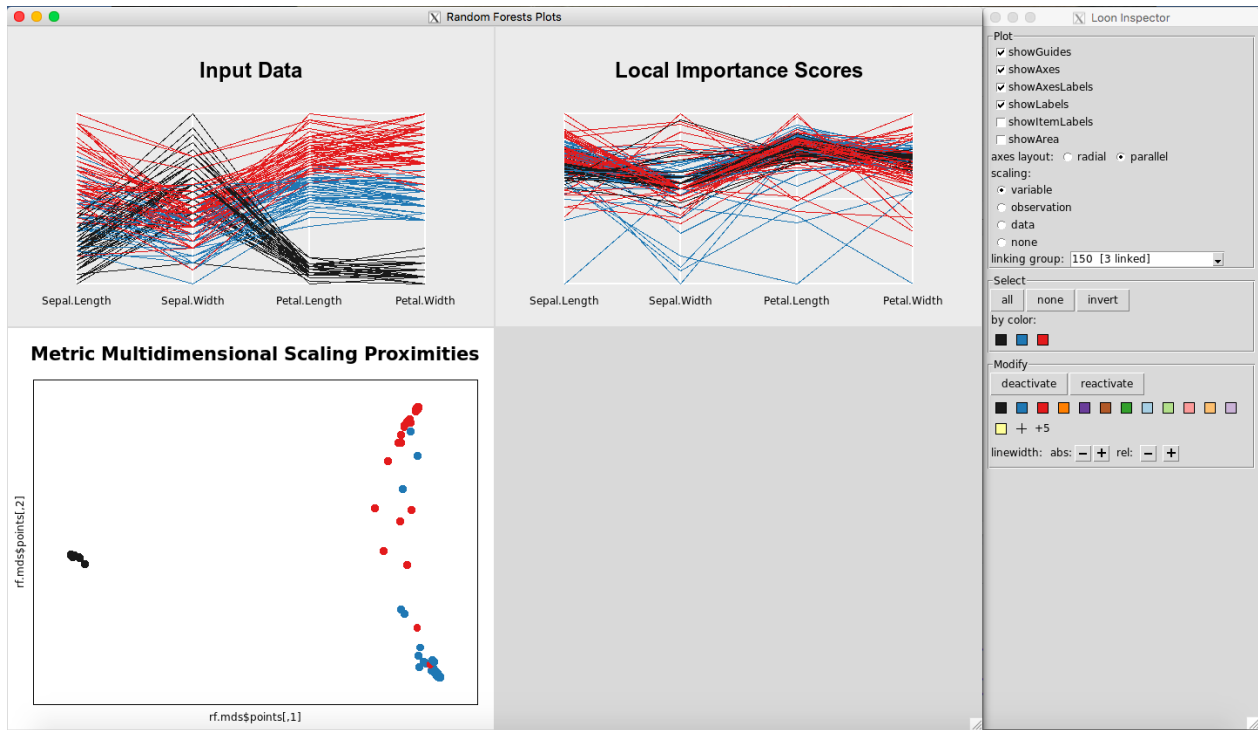 Random Forests Plots
Input Data
Sepal.Length Sepal.Width Petal.Length Petal.Width
Local Importance Scores
Sepal.Length Sepal.Width Petal.Length Petal.Width
Metric Multidimensional Scaling Proximities
rf.mds$points[,2]
rf.mds$points[,1]
Loon Inspector
Plot
showGuides
showAxes
showAxesLabels
showLabels
showItemLabels
showArea
axes layout: radial parallel
scaling:
variable
observation
data
none
linking group: 150 [3 linked]
Select
all none invert
by color:
Modify
deactivate reactivate
+5
linewidth: abs: − + rel: − +